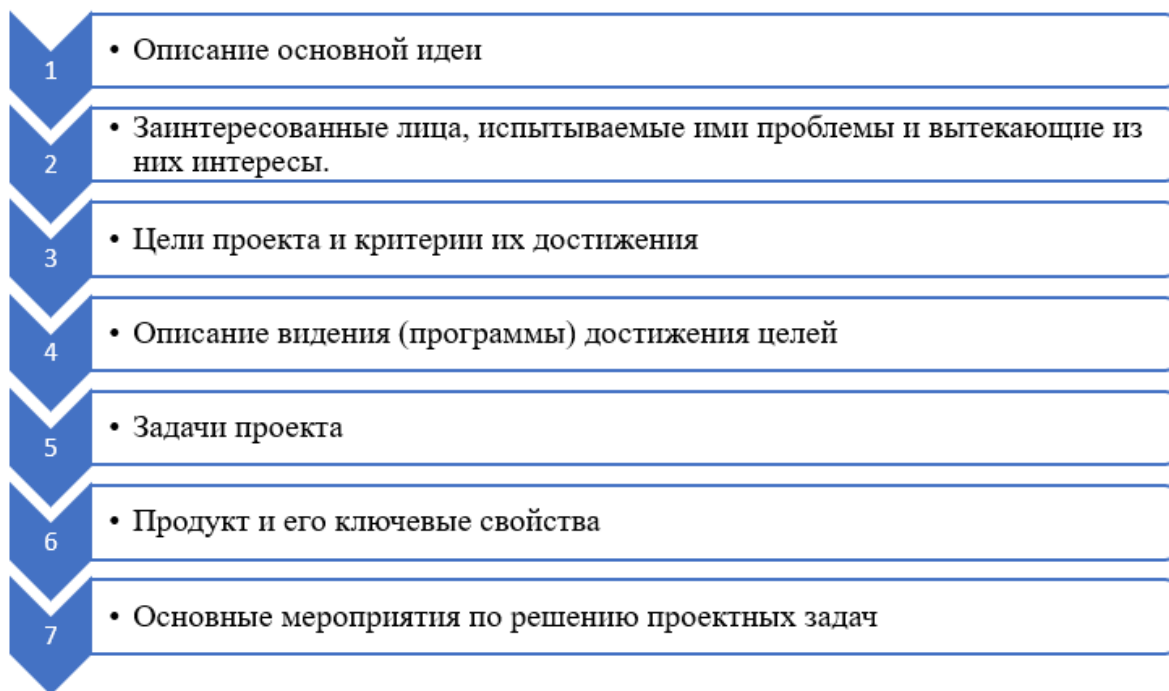 1
• Описание основной идеи
2
• Заинтересованные лица, испытываемые ими проблемы и вытекающие из
них интересы.
3
• Цели проекта и критерии их достижения
4
• Описание видения (программы) достижения целей
5
• Задачи проекта
6
• Продукт и его ключевые свойства
7
• Основные мероприятия по решению проектных задач